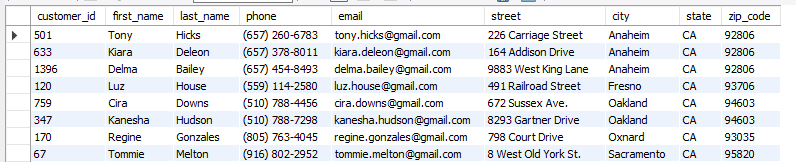 customer_id first_name last_name phone email street city state zip_code
501 Tony Hicks (657) 260-6783 tony.hicks@gmail.com 226 Carriage Street Anaheim CA 92806
633 Kiara Deleon (657) 378-8011 kiara.deleon@gmail.com 164 Addison Drive Anaheim CA 92806
1396 Delma Bailey (657) 454-8493 delma.bailey@gmail.com 9883 West King Lane Anaheim CA 92806
120 Luz House (559) 114-2580 luz.house@gmail.com 491 Railroad Street Fresno CA 93706
759 Cira Downs (510) 788-4456 cira.downs@gmail.com 672 Sussex Ave. Oakland CA 94603
347 Kanesha Hudson (510) 788-7298 kanesha.hudson@gmail.com 8293 Gartner Drive Oakland CA 94603
170 Regine Gonzales (805) 763-4045 regine.gonzales@gmail.com 798 Court Drive Oxnard CA 93035
67 Tommie Melton (916) 802-2952 tommie.melton@gmail.com 8 West Old York St. Sacramento CA 95820